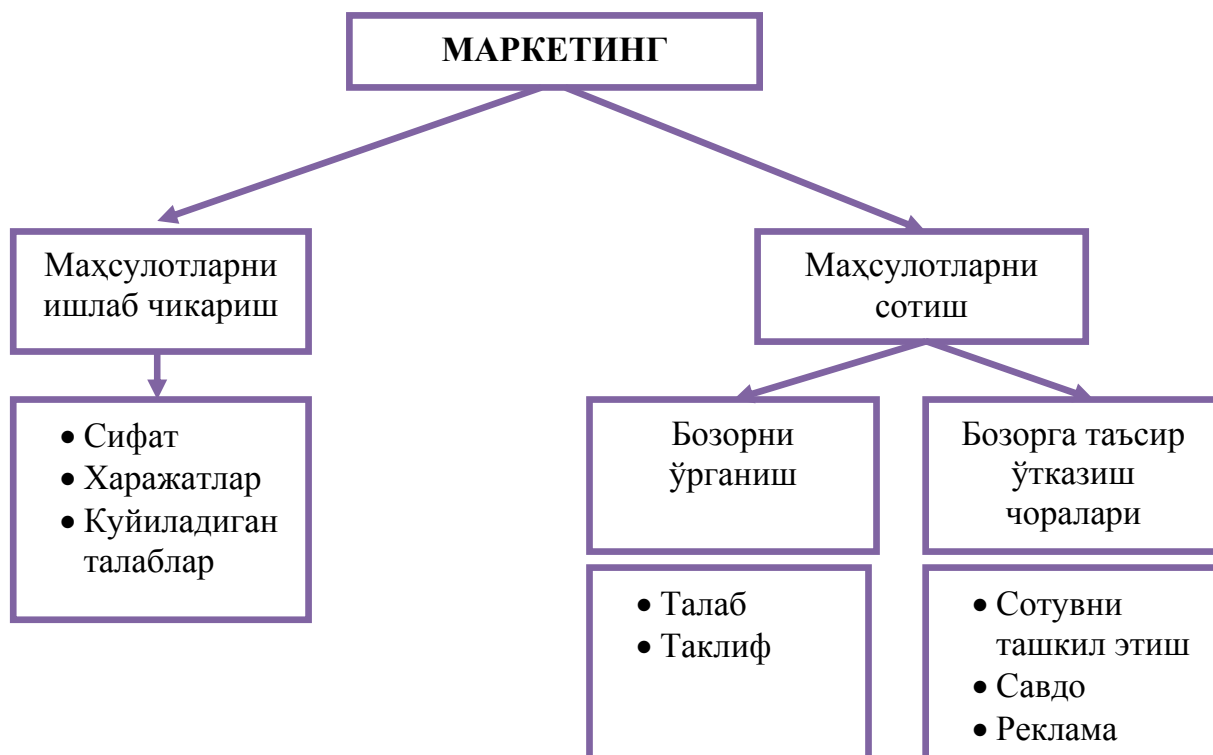 МАРКЕТИНГ
Маҳсулотларни
ишлаб чикариш
Маҳсулотларни
сотиш
• Сифат
• Харажатлар
• Куйиладиган
талаблар
Бозорни
ўрганиш
Бозорга таъсир
ўтказиш
чоралари
• Талаб
• Таклиф
• Сотувни
ташкил этиш
• Савдо
• Реклама